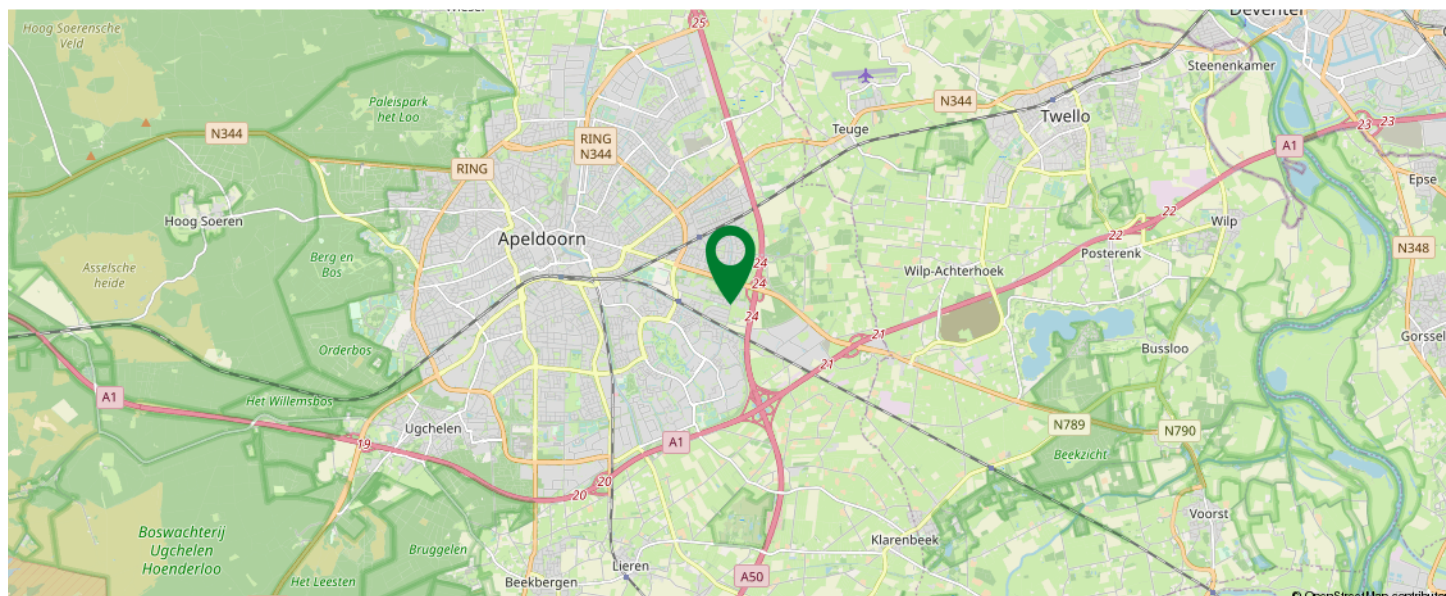 Wiesel
25
Deventer
Hoog Soerensche
Veld
Steenenkamer
Paleispark
het Loo
N344
Twello
N344
RING
N344
Teuge
23
23
A1
RING
Epse
22
Hoog Soeren
Wilp
22
Apeldoorn
N348
Berg en
Bos
Posterenk
24
Wilp-Achterhoek
Asselsche
heide
24
24
21
Gorssel
Orderbos
Bussloo
21
A1
Het Willemsbos
Ugchelen
N789
N790
19
A1
Beekzicht
20
20
Voorst
Boswachterij
Ugchelen
Hoenderloo
Klarenbeek
Bruggelen
Lieren
A50
Het Leesten
Beekbergen
© OpenStreetMap contributors